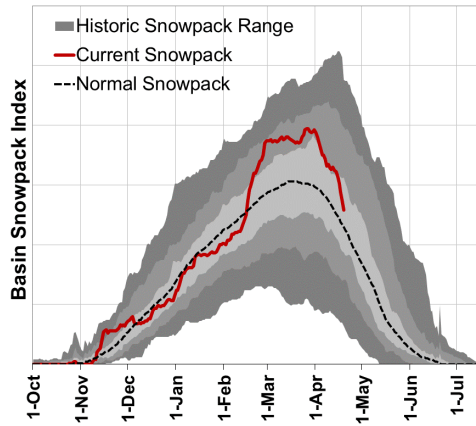 Historic Snowpack Range
Current Snowpack
Normal Snowpack
Basin Snowpack Index
1-Oct
1-Nov
1-Dec
1-Jan
1-Feb
1-Mar
1-Apr
1-May
1-Jun
1-Jul